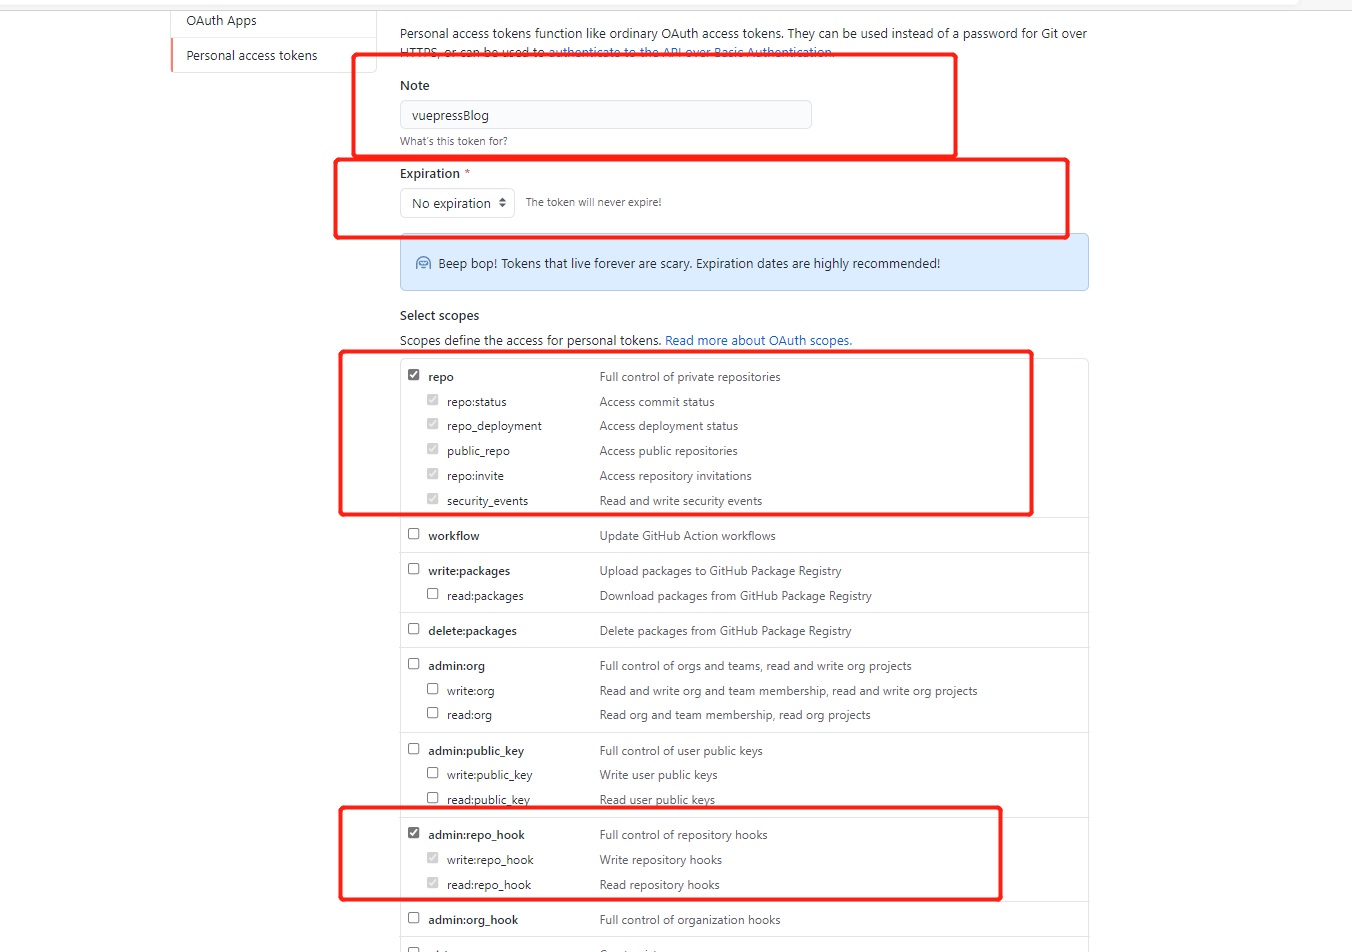 OAuth Apps
Personal access tokens
Personal access tokens function like ordinary OAuth access tokens. They can be used instead of a password for Git over
HTTPS, or can be used to authenticate to the API over Basic Authentication.
Note
vuepressBlog
What's this token for?
Expiration *
No expiration The token will never expire!
Beep bop! Tokens that live forever are scary. Expiration dates are highly recommended!
Select scopes
Scopes define the access for personal tokens. Read more about OAuth scopes.
repo Full control of private repositories
repo:status Access commit status
repo_deployment Access deployment status
public_repo Access public repositories
repo:invite Access repository invitations
security_events Read and write security events
workflow Update GitHub Action workflows
write:packages Upload packages to GitHub Package Registry
read:packages Download packages from GitHub Package Registry
delete:packages Delete packages from GitHub Package Registry
admin:org Full control of orgs and teams, read and write org projects
write:org Read and write org and team membership, read and write org projects
read:org Read org and team membership, read org projects
admin:public_key Full control of user public keys
write:public_key Write user public keys
read:public_key Read user public keys
admin:repo_hook Full control of repository hooks
write:repo_hook Write repository hooks
read:repo_hook Read repository hooks
admin:org_hook Full control of organization hooks